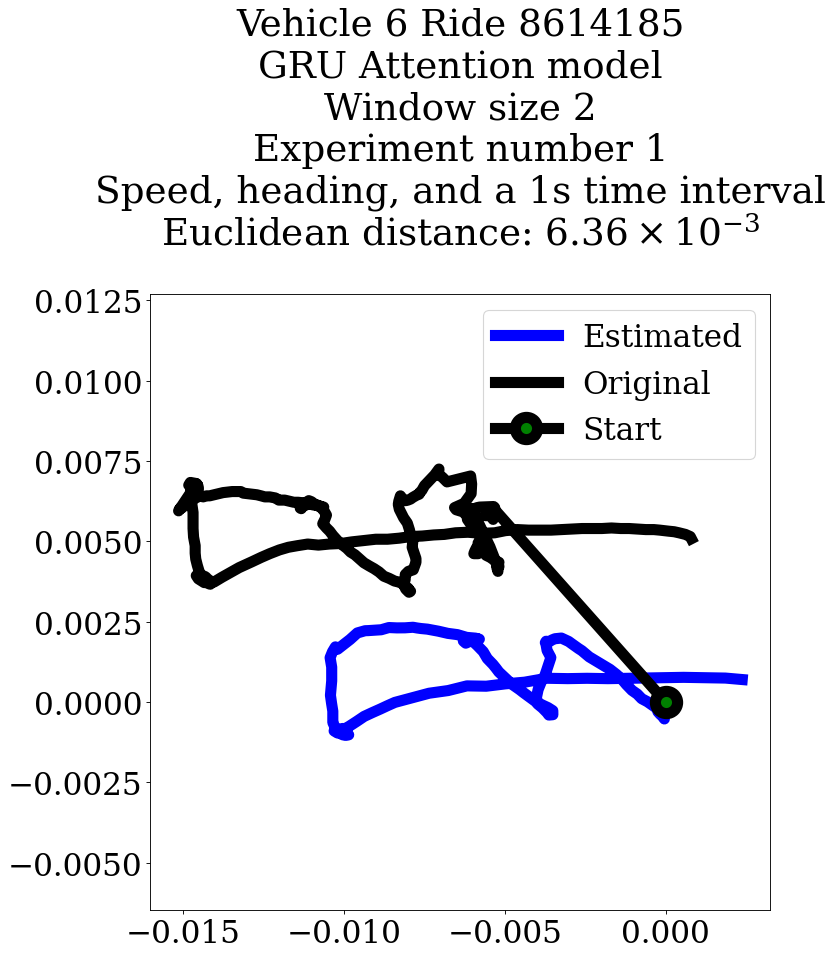 Vehicle 6 Ride 8614185
GRU Attention model
Window size 2
Experiment number 1
Speed, heading, and a 1s time interval
Euclidean distance: 6.36 × 10⁻³
0.0125
0.0100
0.0075
0.0050
0.0025
0.0000
−0.0025
−0.0050
Estimated
Original
Start
−0.015 −0.010 −0.005 0.000